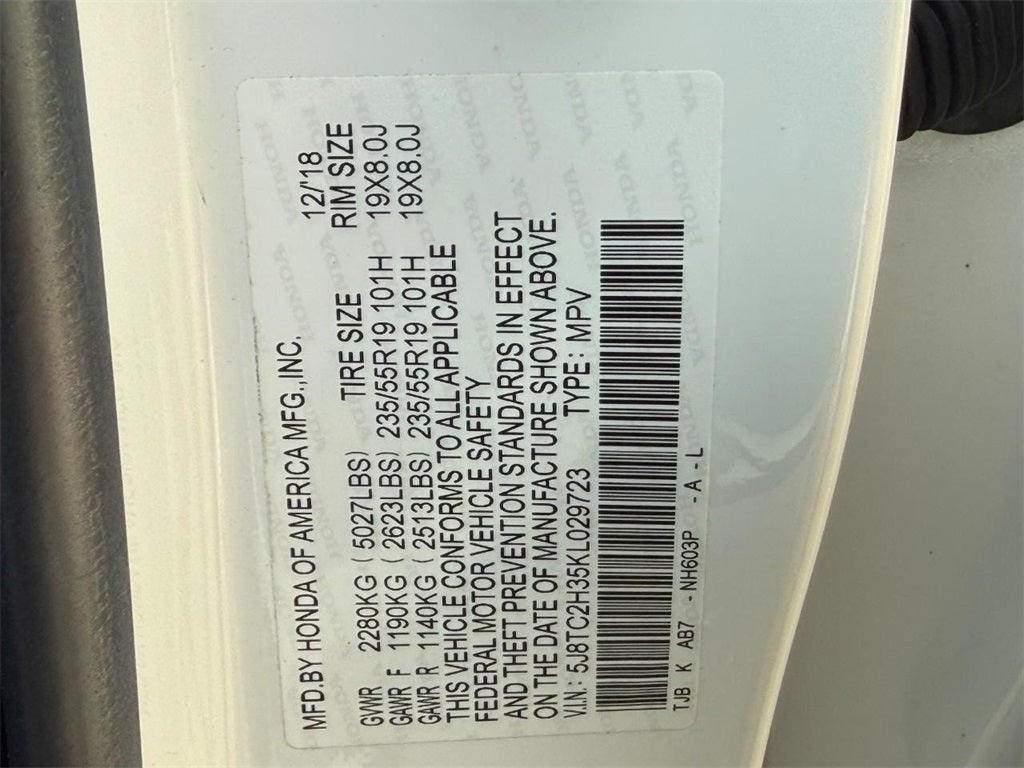 MFD.BY HONDA OF AMERICA MFG.,INC. 12/'18
TIRE SIZE RIM SIZE
GVWR 2280KG ( 5027LBS)
GAWR F 1190KG ( 2623LBS) 235/55R19 101H 19X8.0J
GAWR R 1140KG ( 2513LBS) 235/55R19 101H 19X8.0J
THIS VEHICLE CONFORMS TO ALL APPLICABLE
FEDERAL MOTOR VEHICLE SAFETY
AND THEFT PREVENTION STANDARDS IN EFFECT
ON THE DATE OF MANUFACTURE SHOWN ABOVE.
V.I.N.: 5J8TC2H35KL029723 TYPE : MPV
TJB K AB7 - NH603P - A - L
HONDA